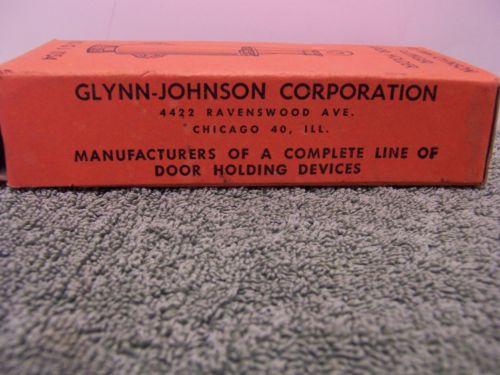 GLYNN-JOHNSON CORPORATION
4422 RAVENSWOOD AVE.
CHICAGO 40, ILL.
MANUFACTURERS OF A COMPLETE LINE OF
DOOR HOLDING DEVICES